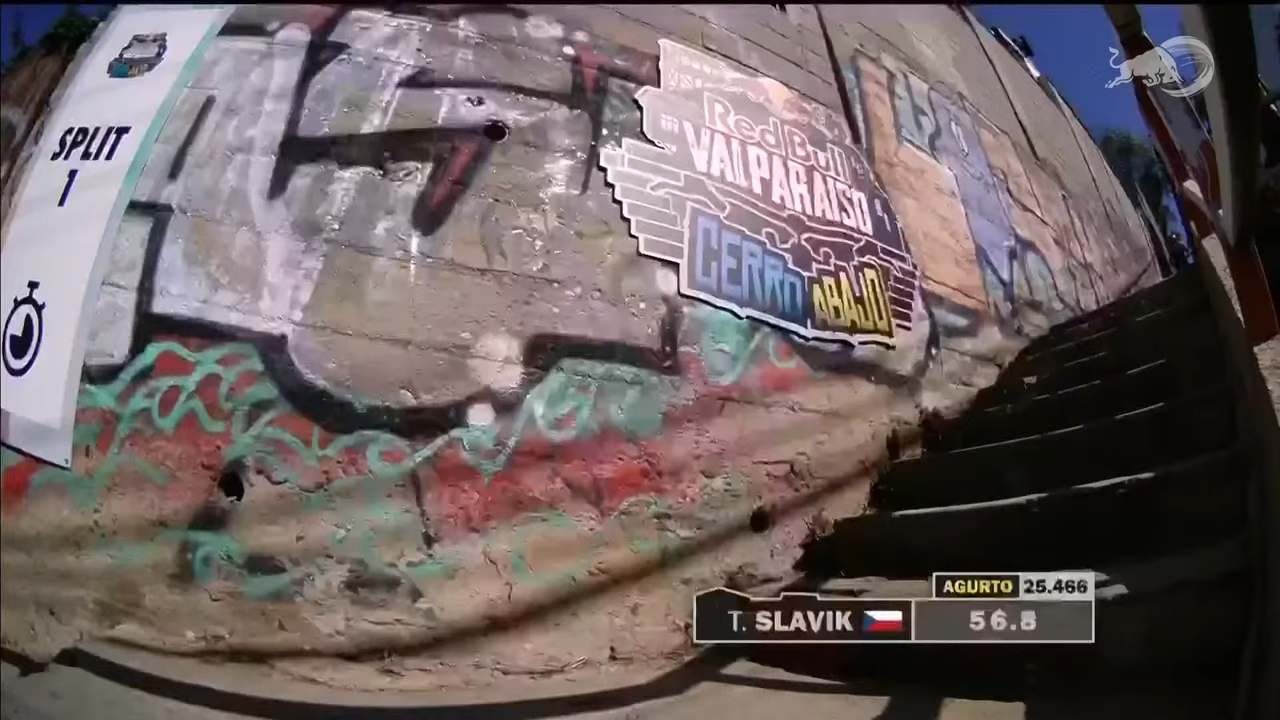 SPLIT
1
Red Bull
VALPARAISO
CERRO
ABAJO
AGURTO 25.466
T. SLAVIK 56.8